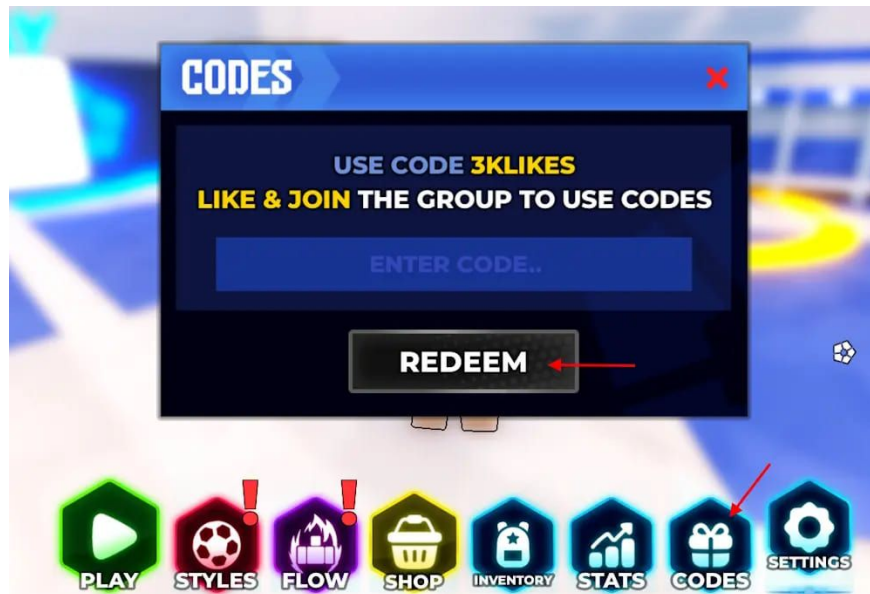 CODES
USE CODE 3KLIKES
LIKE & JOIN THE GROUP TO USE CODES
ENTER CODE..
REDEEM
PLAY
STYLES
FLOW
SHOP
INVENTORY
STATS
CODES
SETTINGS